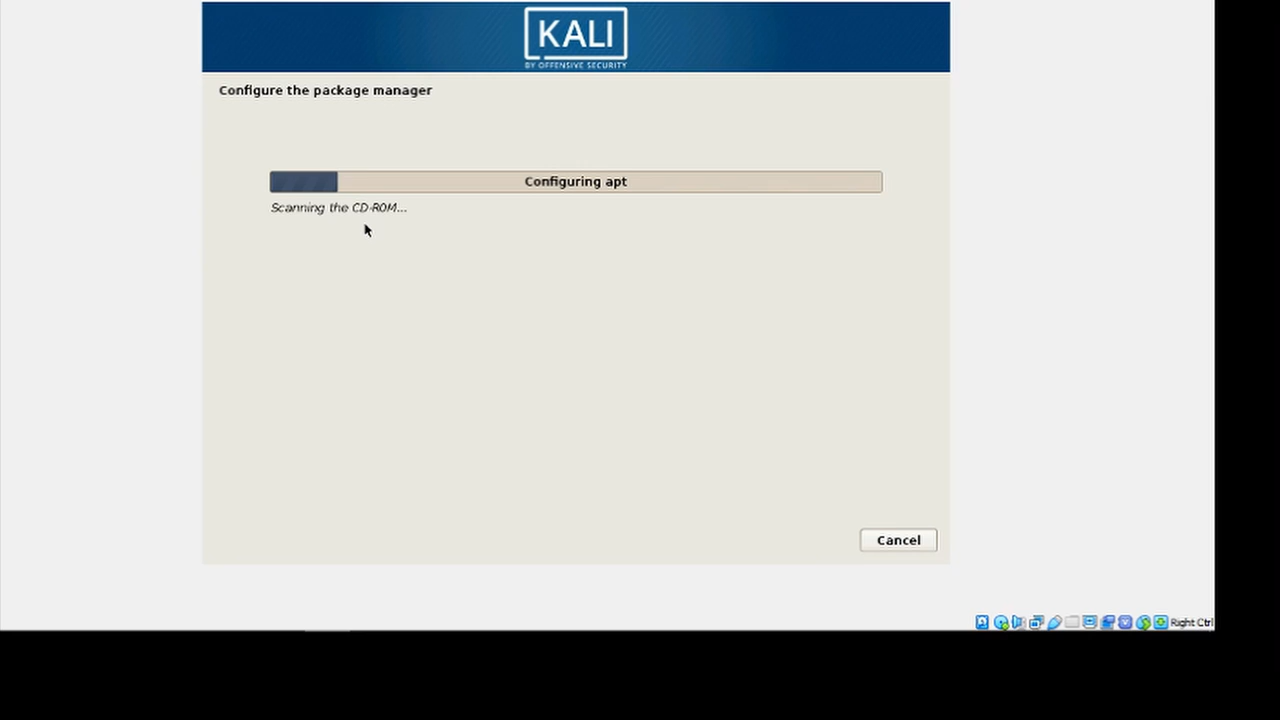 KALI
BY OFFENSIVE SECURITY
Configure the package manager
Configuring apt
Scanning the CD-ROM...
Cancel
Right Ctrl